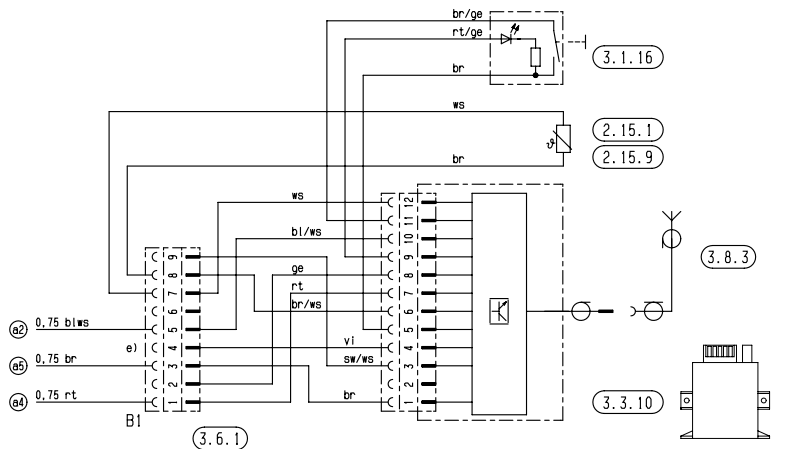 br/ge
rt/ge
br
3.1.16
ws
2.15.1
br
2.15.9
ϑ
ws
12
11
bl/ws
10
9
ge
8
rt
7
br/ws
6
5
vi
4
sw/ws
3
2
br
1
3.8.3
9
8
7
6
a2 0,75 blws
5
e)
4
a5 0,75 br
3
2
a4 0,75 rt
1
B1
3.6.1
3.3.10